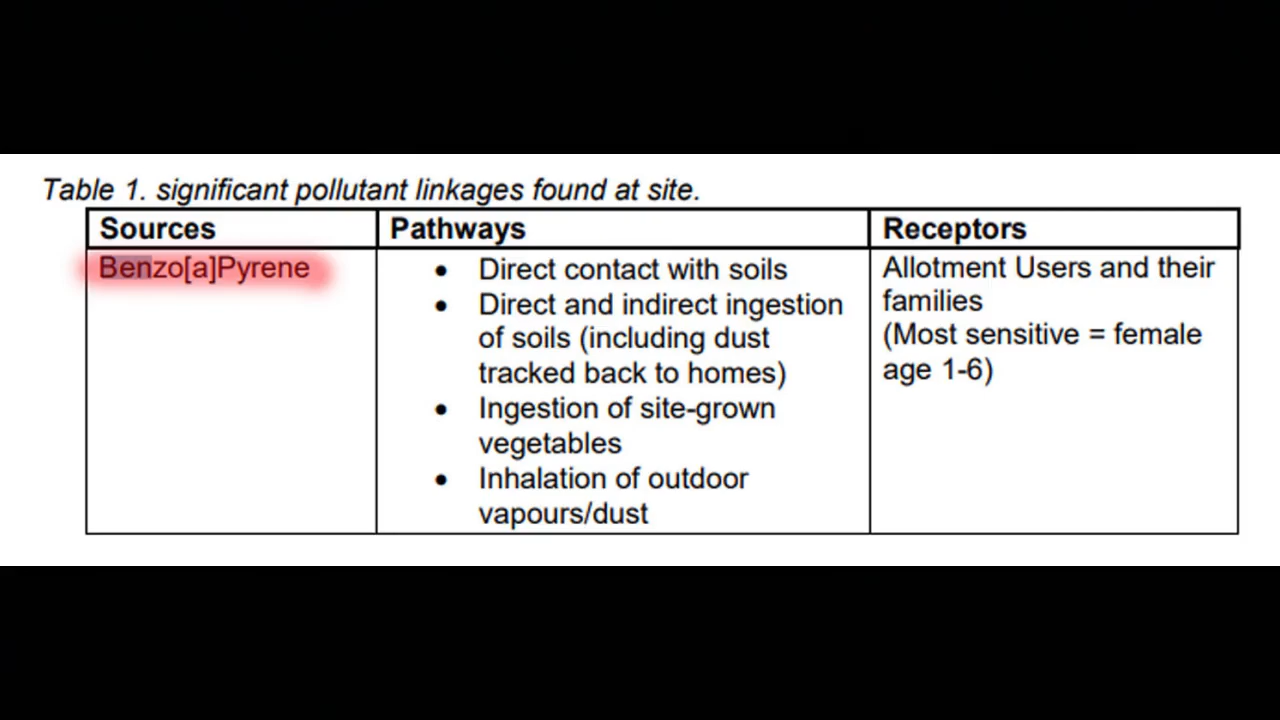 Table 1. significant pollutant linkages found at site.
Sources
Pathways
Receptors
Benzo[a]Pyrene
• Direct contact with soils
• Direct and indirect ingestion
of soils (including dust
tracked back to homes)
• Ingestion of site-grown
vegetables
• Inhalation of outdoor
vapours/dust
Allotment Users and their
families
(Most sensitive = female
age 1-6)